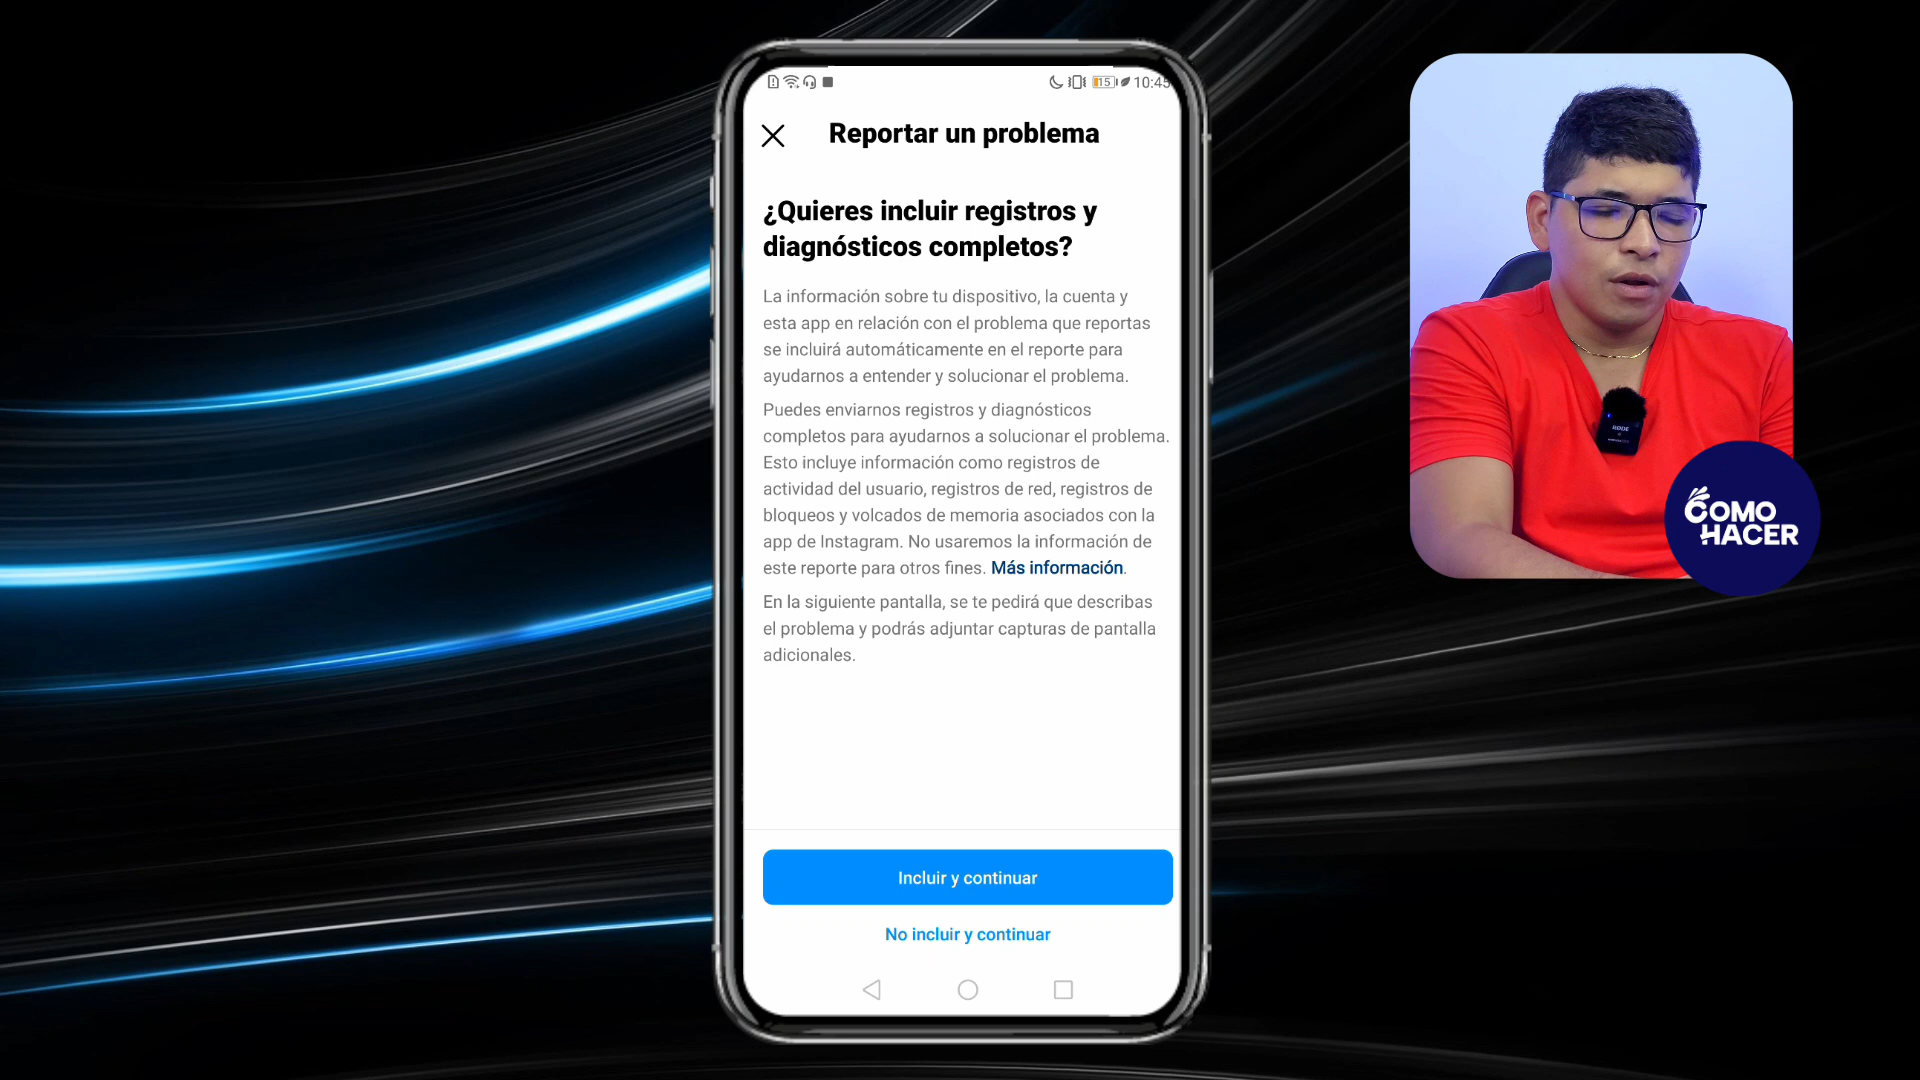 15 10:45
Reportar un problema
¿Quieres incluir registros y
diagnósticos completos?
La información sobre tu dispositivo, la cuenta y
esta app en relación con el problema que reportas
se incluirá automáticamente en el reporte para
ayudarnos a entender y solucionar el problema.
Puedes enviarnos registros y diagnósticos
completos para ayudarnos a solucionar el problema.
Esto incluye información como registros de
actividad del usuario, registros de red, registros de
bloqueos y volcados de memoria asociados con la
app de Instagram. No usaremos la información de
este reporte para otros fines. Más información.
En la siguiente pantalla, se te pedirá que describas
el problema y podrás adjuntar capturas de pantalla
adicionales.
Incluir y continuar
No incluir y continuar
RODE
COMO
HACER